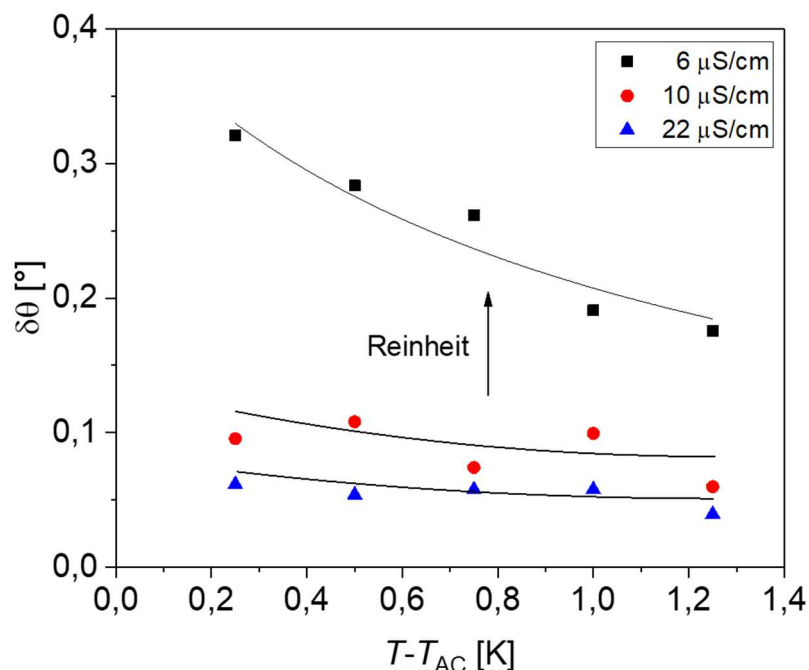 0,4
6 μS/cm
10 μS/cm
22 μS/cm
0,3
δθ [°]
0,2
Reinheit
0,1
0,0
0,0 0,2 0,4 0,6 0,8 1,0 1,2 1,4
T-TAC [K]